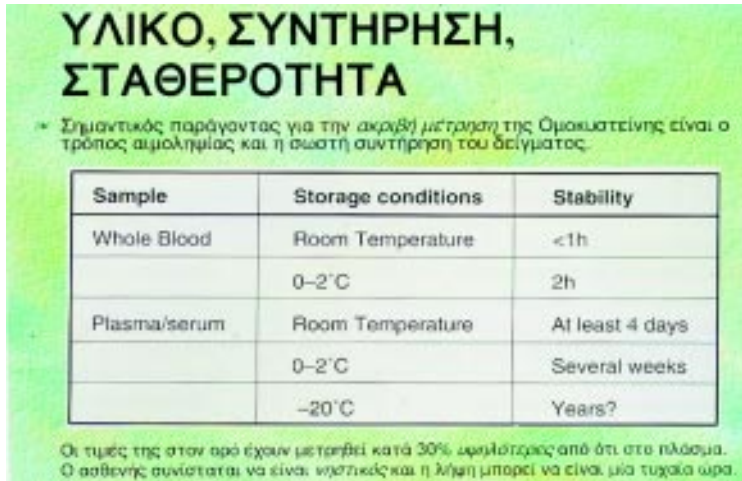 ΥΛΙΚΟ, ΣΥΝΤΗΡΗΣΗ,
ΣΤΑΘΕΡΟΤΗΤΑ
Σημαντικός παράγοντας για την ακριβή μέτρηση της Ομοκυστεΐνης είναι ο
τρόπος αιμοληψίας και η σωστή συντήρηση του δείγματος.
Sample Storage conditions Stability
Whole Blood Room Temperature <1h
0–2°C 2h
Plasma/serum Room Temperature At least 4 days
0–2°C Several weeks
–20°C Years?
Οι τιμές της στον ορό έχουν μετρηθεί κατά 30% υψηλότερες από ότι στο πλάσμα.
Ο ασθενής συνίσταται να είναι νηστικός και η λήψη μπορεί να είναι μία τυχαία ώρα.